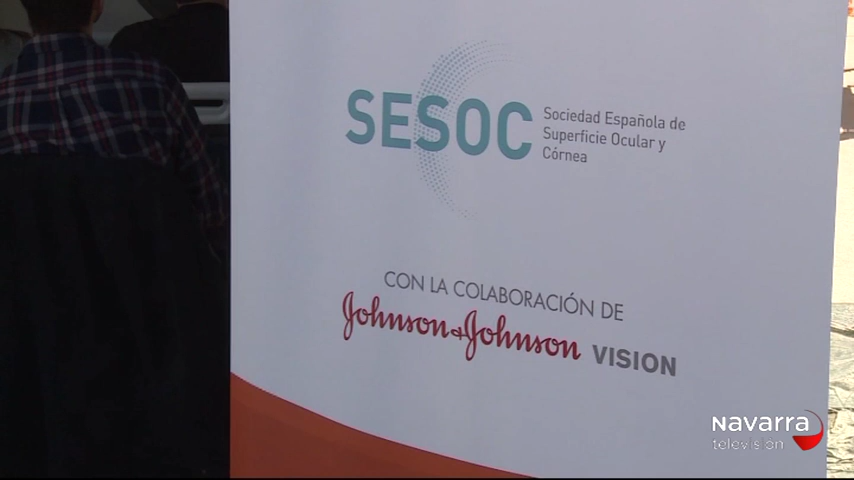 SESOC
Sociedad Española de
Superficie Ocular y
Córnea
CON LA COLABORACIÓN DE
Johnson+Johnson VISION
Navarra
televisión